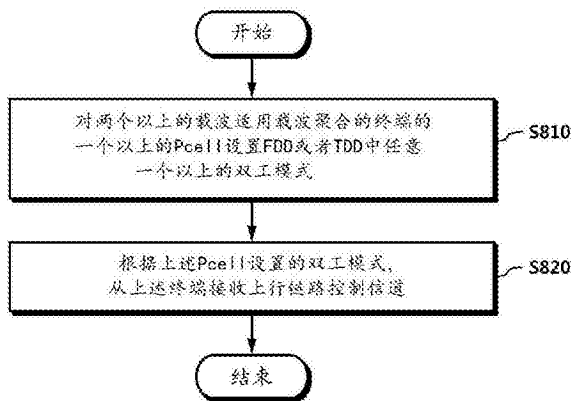 开始
对两个以上的载波适用载波聚合的终端的
一个以上的Pcell设置FDD或者TDD中任意
一个以上的双工模式
S810
根据上述Pcell设置的双工模式,
从上述终端接收上行链路控制信道
S820
结束